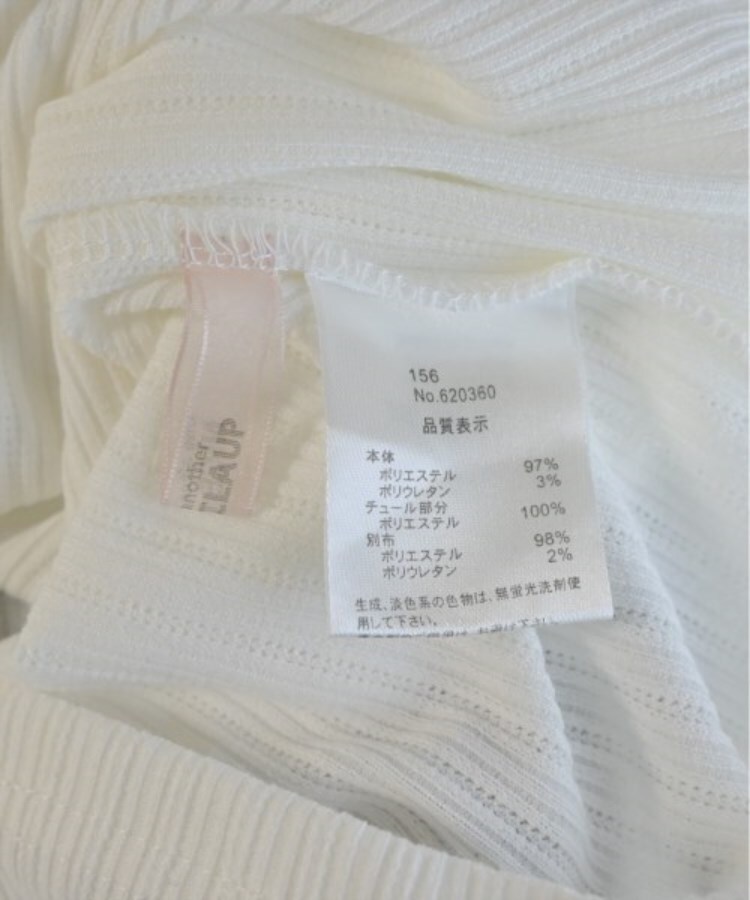 another
156
No.620360
品質表示
本体
ポリエステル 97%
ポリウレタン 3%
チュール部分
ポリエステル 100%
別布
ポリエステル 98%
ポリウレタン 2%
生成、淡色系の色物は、無蛍光洗剤使
用して下さい。